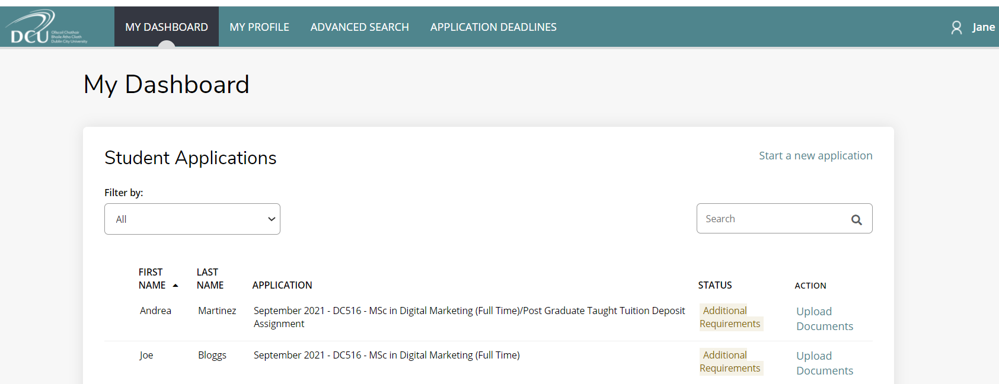 DCU
Ollscoil Chathair
Bhaile Átha Cliath
Dublin City University
MY DASHBOARD
MY PROFILE
ADVANCED SEARCH
APPLICATION DEADLINES
Jane
My Dashboard
Student Applications
Start a new application
Filter by:
All
Search
FIRST
NAME
LAST
NAME
APPLICATION
STATUS
ACTION
Andrea
Martinez
September 2021 - DC516 - MSc in Digital Marketing (Full Time)/Post Graduate Taught Tuition Deposit
Assignment
Additional
Requirements
Upload
Documents
Joe
Bloggs
September 2021 - DC516 - MSc in Digital Marketing (Full Time)
Additional
Requirements
Upload
Documents